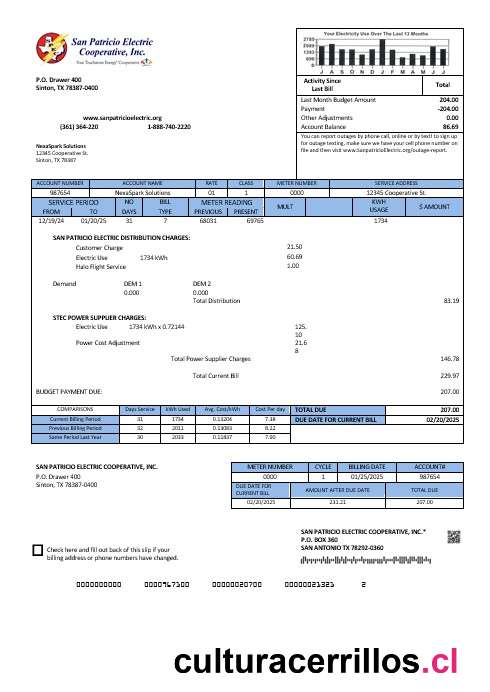 San Patricio Electric
Cooperative, Inc.
Your Touchstone Energy® Cooperative
P.O. Drawer 400
Sinton, TX 78387-0400
www.sanpatricioelectric.org
(361) 364-220 1-888-740-2220
NexaSpark Solutions
12345 Cooperative St.
Sinton, TX 78387
Your Electricity Use Over The Last 13 Months
J A S O N D J F M A M J J
Activity Since
Last Bill
Total
Last Month Budget Amount 204.00
Payment -204.00
Other Adjustments 0.00
Account Balance 86.69
You can report outages by phone call, online or by text! To sign up
for outage texting, make sure we have your cell phone number on
file and then visit www.SanpatricioElectric.org/outage-report.
ACCOUNT NUMBER ACCOUNT NAME RATE CLASS METER NUMBER SERVICE ADDRESS
987654 NexaSpark Solutions 01 1 0000 12345 Cooperative St.
SERVICE PERIOD NO BILL METER READING MULT KWH $ AMOUNT
FROM TO DAYS TYPE PREVIOUS PRESENT USAGE
12/19/24 01/20/25 31 7 68031 69765 1734
SAN PATRICIO ELECTRIC DISTRIBUTION CHARGES:
Customer Charge 21.50
Electric Use 1734 kWh 60.69
Halo Flight Service 1.00
Demand DEM 1 DEM 2
0.000 0.000
Total Distribution 83.19
STEC POWER SUPPLIER CHARGES:
Electric Use 1734 kWh x 0.72144 125.
10
Power Cost Adjustment 21.6
8
Total Power Supplier Charges 146.78
Total Current Bill 229.97
BUDGET PAYMENT DUE: 207.00
COMPARISONS Days Service kWh Used Avg. Cost/kWh Cost Per day
Current Billing Period 31 1734 0.13204 7.38
Previous Billing Period 32 2011 0.13083 8.22
Same Period Last Year 30 2033 0.11837 7.90
TOTAL DUE 207.00
DUE DATE FOR CURRENT BILL 02/20/2025
SAN PATRICIO ELECTRIC COOPERATIVE, INC.
P.O. Drawer 400
Sinton, TX 78387-0400
METER NUMBER CYCLE BILLING DATE ACCOUNT#
0000 1 01/25/2025 987654
DUE DATE FOR
CURRENT BILL
AMOUNT AFTER DUE DATE TOTAL DUE
02/20/2025 231.21 207.00
SAN PATRICIO ELECTRIC COOPERATIVE, INC.*
P.O. BOX 360
SAN ANTONIO TX 78292-0360
Check here and fill out back of this slip if your
billing address or phone numbers have changed.
0000000000 0000967100 00000020700 00000021321 2
culturacerrillos.cl